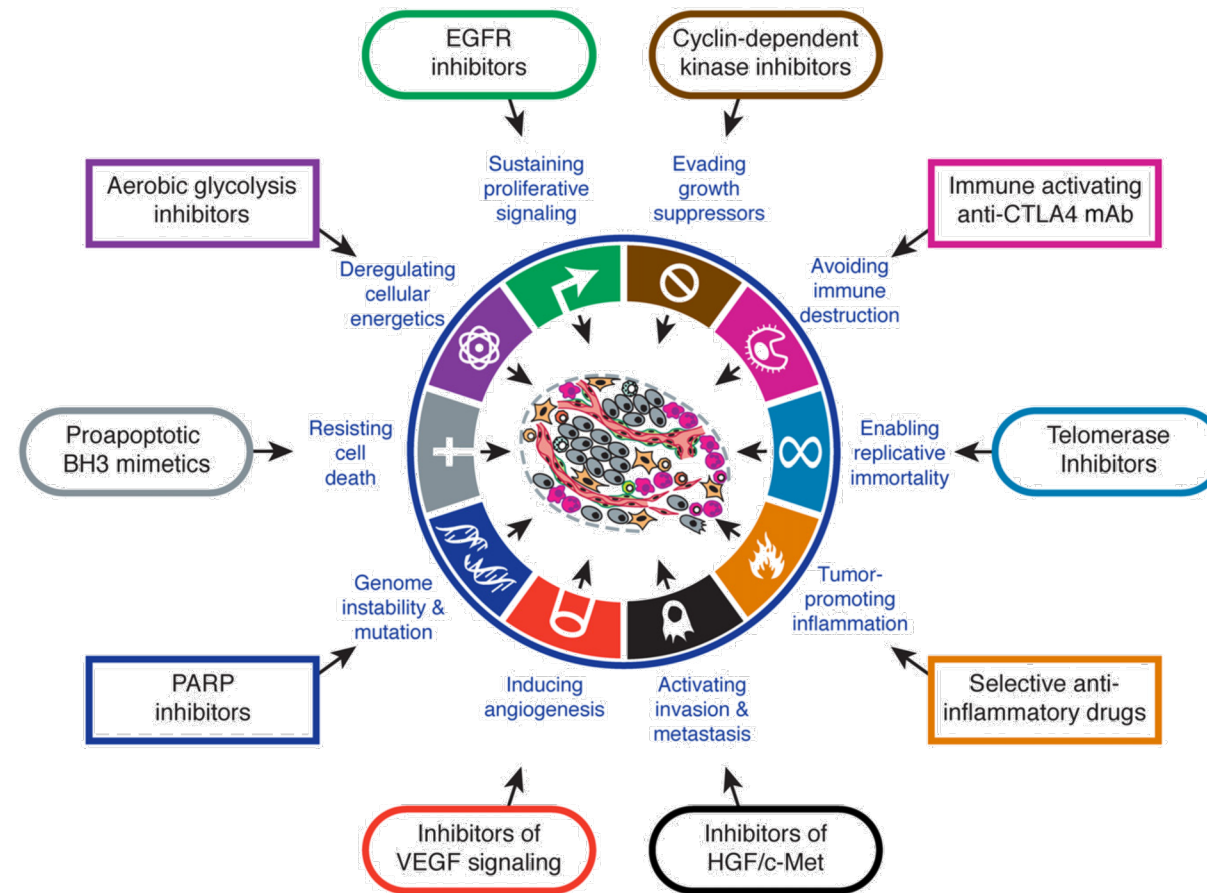 EGFR
inhibitors
Cyclin-dependent
kinase inhibitors
Aerobic glycolysis
inhibitors
Sustaining
proliferative
signaling
Evading
growth
suppressors
Immune activating
anti-CTLA4 mAb
Deregulating
cellular
energetics
Avoiding
immune
destruction
Proapoptotic
BH3 mimetics
Resisting
cell
death
Enabling
replicative
immortality
Telomerase
Inhibitors
Genome
instability &
mutation
Tumor-
promoting
inflammation
PARP
inhibitors
Inducing
angiogenesis
Activating
invasion &
metastasis
Selective anti-
inflammatory drugs
Inhibitors of
VEGF signaling
Inhibitors of
HGF/c-Met